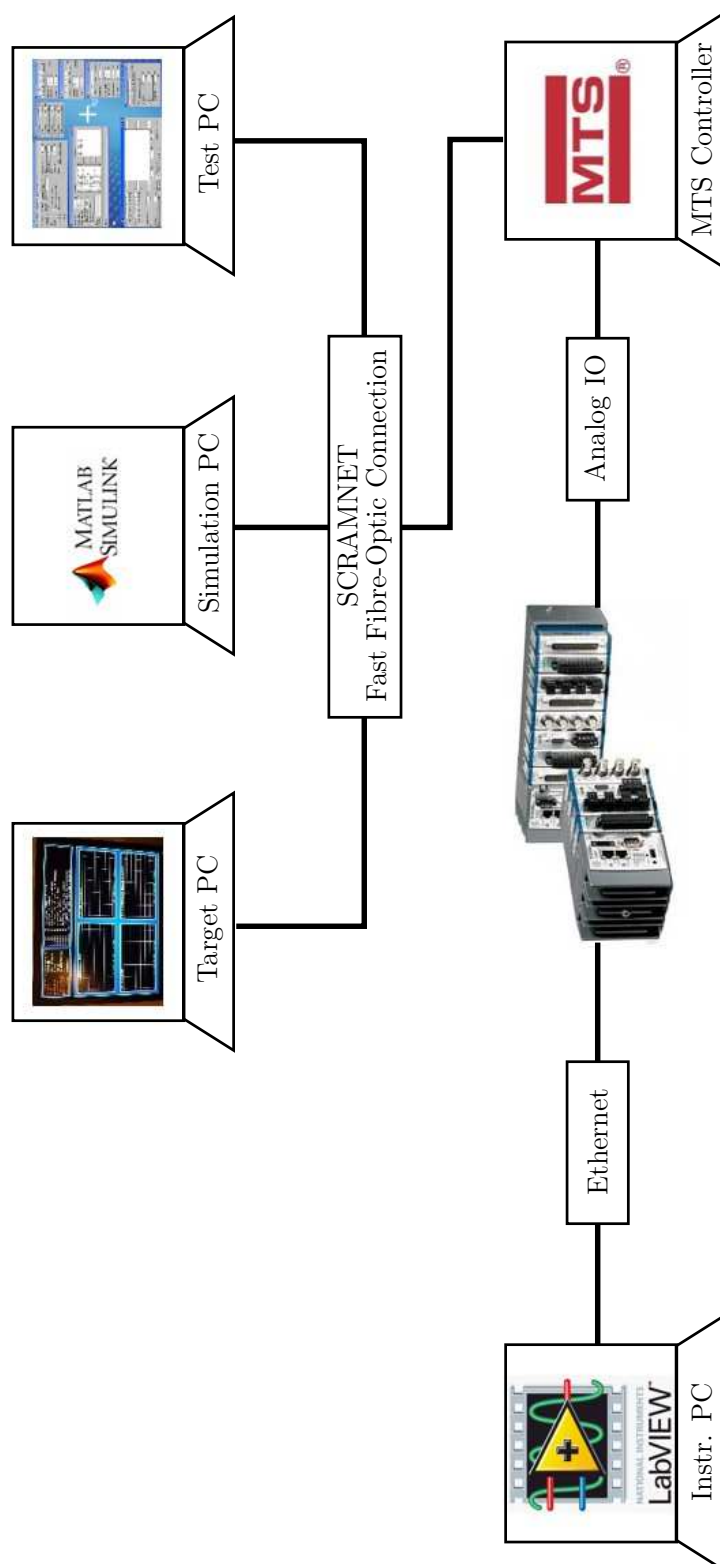 Target PC
MATLAB
SIMULINK
Simulation PC
Test PC
SCRAMNET
Fast Fibre-Optic Connection
NATIONAL INSTRUMENTS
LabVIEW™
Instr. PC
Ethernet
Analog IO
MTS®
MTS Controller